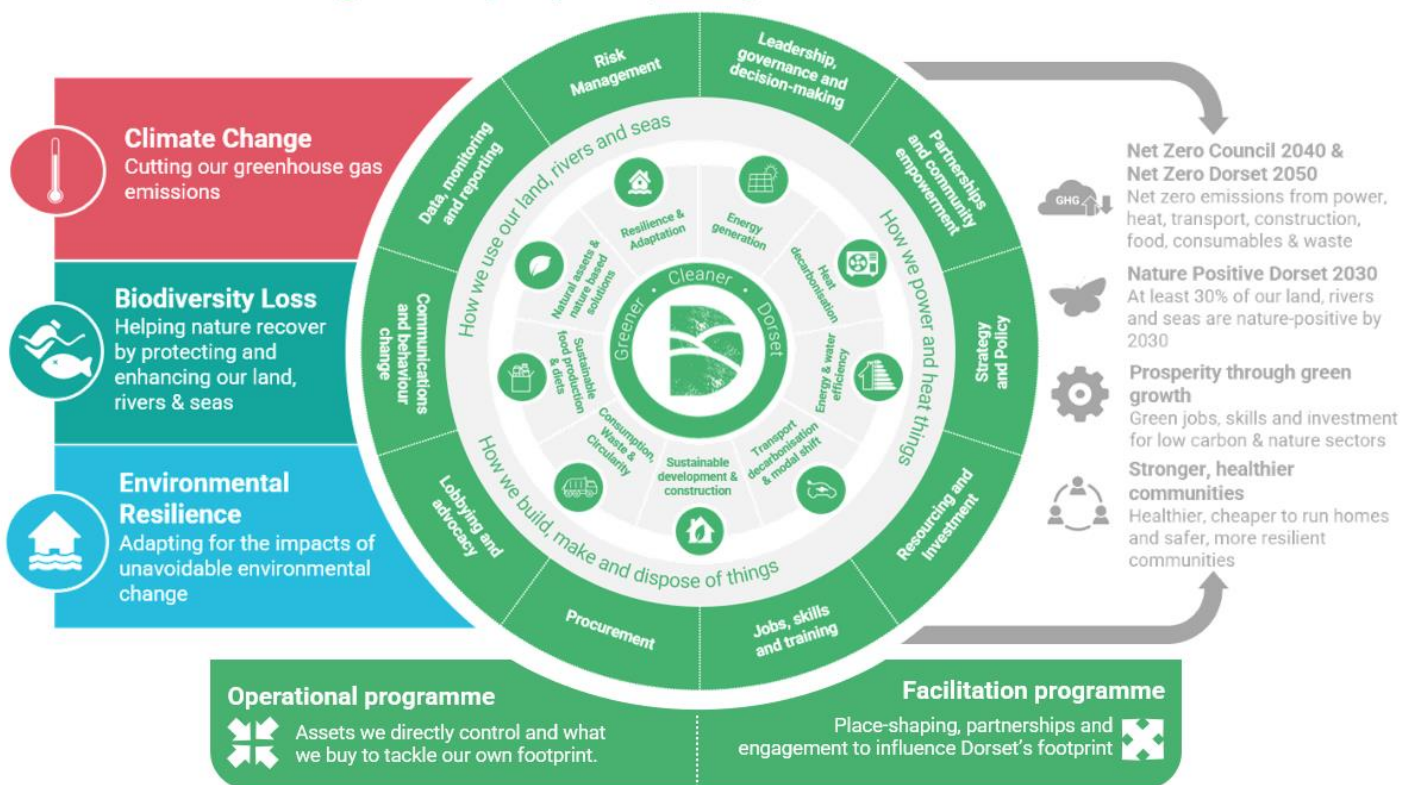 Climate Change
Cutting our greenhouse gas
emissions
Biodiversity Loss
Helping nature recover
by protecting and
enhancing our land,
rivers & seas
Environmental
Resilience
Adapting for the impacts of
unavoidable environmental
change
Risk
Management
Leadership,
governance and
decision-making
Partnerships
and community
empowerment
Strategy
and Policy
Resourcing and
Investment
Jobs, skills
and training
Procurement
Lobbying and
advocacy
Communications
and behaviour
change
Data, monitoring
and reporting
How we use our land, rivers and seas
How we power and heat things
How we build, make and dispose of things
Resilience &
Adaptation
Energy
generation
Heat
decarbonisation
Energy & water
efficiency
Transport
decarbonisation
& modal shift
Sustainable
development &
construction
Consumption,
Waste &
Circularity
Sustainable
food production
& diets
Natural assets &
nature based
solutions
Greener • Cleaner • Dorset
GHG
Net Zero Council 2040 &
Net Zero Dorset 2050
Net zero emissions from power,
heat, transport, construction,
food, consumables & waste
Nature Positive Dorset 2030
At least 30% of our land, rivers
and seas are nature-positive by
2030
Prosperity through green
growth
Green jobs, skills and investment
for low carbon & nature sectors
Stronger, healthier
communities
Healthier, cheaper to run homes
and safer, more resilient
communities
Operational programme
Assets we directly control and what
we buy to tackle our own footprint.
Facilitation programme
Place-shaping, partnerships and
engagement to influence Dorset's footprint